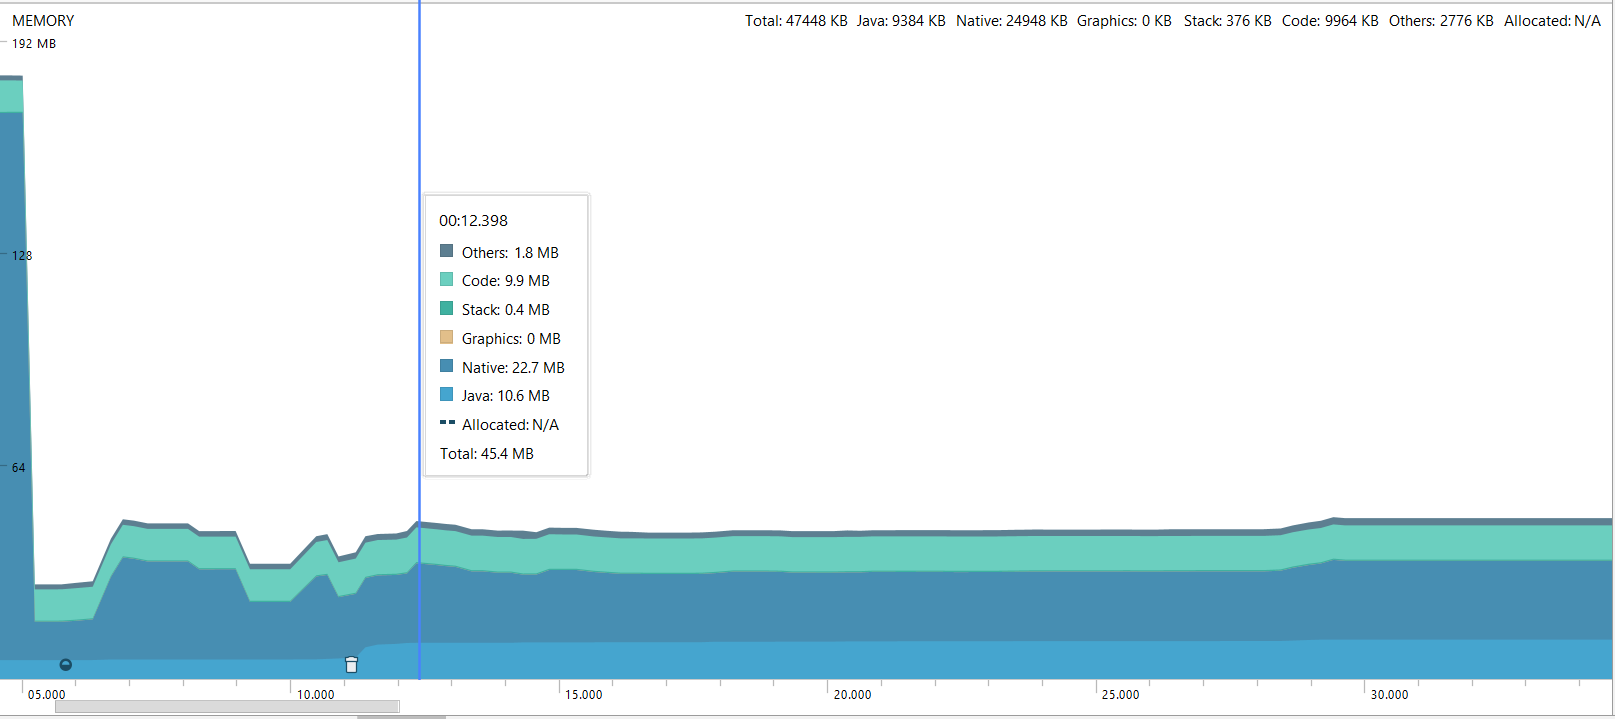 MEMORY Total: 47448 KB Java: 9384 KB Native: 24948 KB Graphics: 0 KB Stack: 376 KB Code: 9964 KB Others: 2776 KB Allocated: N/A
192 MB
00:12.398
128
Others: 1.8 MB
Code: 9.9 MB
Stack: 0.4 MB
Graphics: 0 MB
Native: 22.7 MB
Java: 10.6 MB
Allocated: N/A
Total: 45.4 MB
64
05.000 10.000 15.000 20.000 25.000 30.000